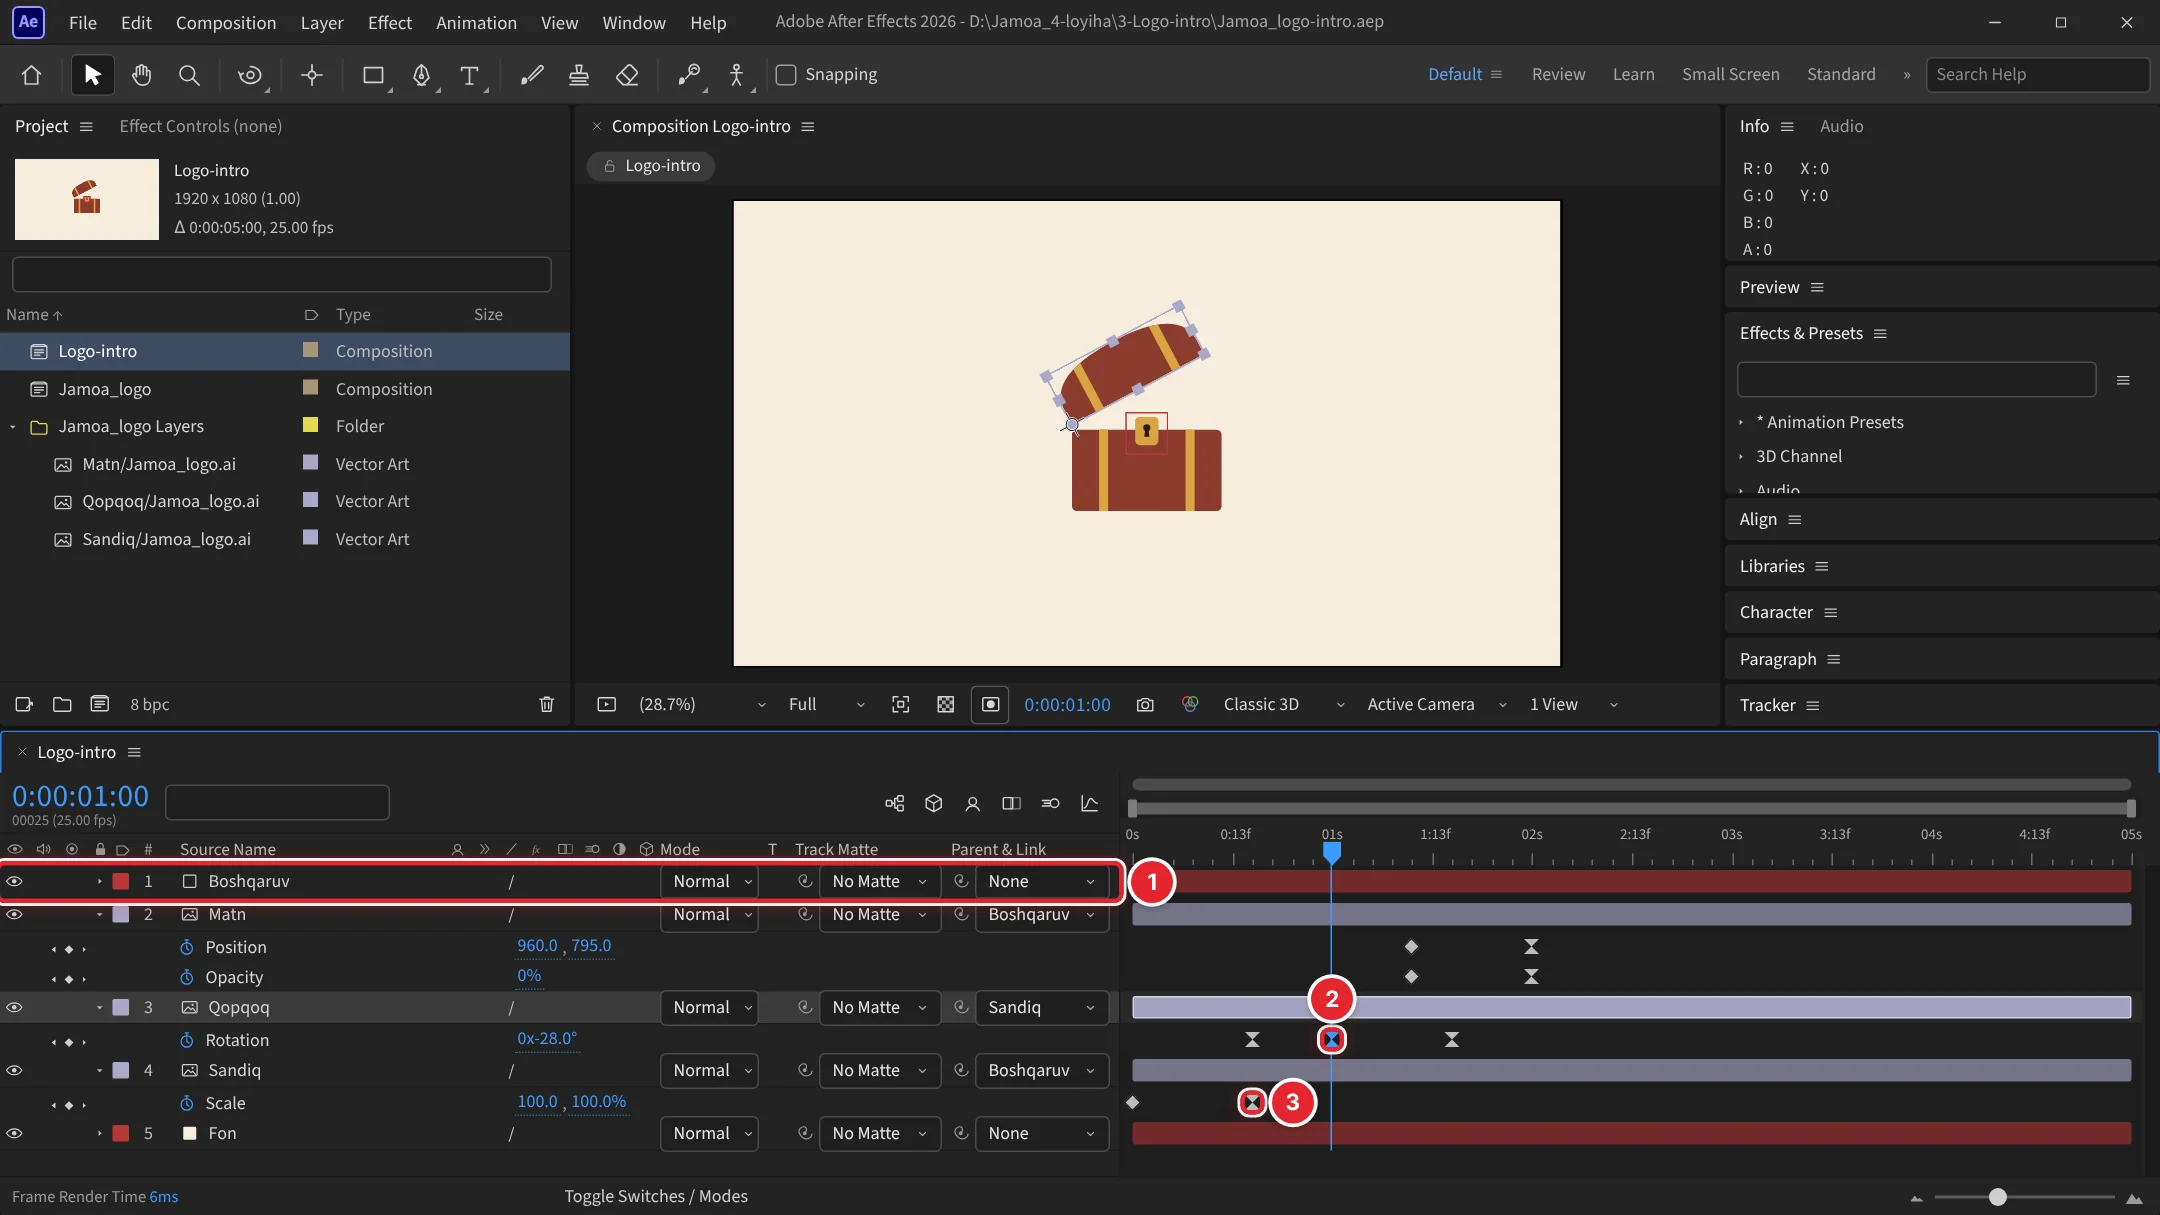 Ae File Edit Composition Layer Effect Animation View Window Help Adobe After Effects 2026 - D:\Jamoa_4-loyiha\3-Logo-intro\Jamoa_logo-intro.aep
Snapping Default Review Learn Small Screen Standard » Search Help
Project Effect Controls (none)
Logo-intro
1920 x 1080 (1.00)
Δ 0:00:05:00, 25.00 fps
Name Type Size
Logo-intro Composition
Jamoa_logo Composition
Jamoa_logo Layers Folder
Matn/Jamoa_logo.ai Vector Art
Qopqoq/Jamoa_logo.ai Vector Art
Sandiq/Jamoa_logo.ai Vector Art
8 bpc
Composition Logo-intro
Logo-intro
(28.7%) Full 0:00:01:00 Classic 3D Active Camera 1 View
Info Audio
R : 0 X : 0
G : 0 Y : 0
B : 0
A : 0
Preview
Effects & Presets
* Animation Presets
3D Channel
Audio
Align
Libraries
Character
Paragraph
Tracker
Logo-intro
0:00:01:00
00025 (25.00 fps)
0s 0:13f 01s 1:13f 02s 2:13f 03s 3:13f 04s 4:13f 05s
# Source Name fx Mode T Track Matte Parent & Link
1 Boshqaruv Normal No Matte None 1
2 Matn Normal No Matte Boshqaruv
Position 960.0 , 795.0
Opacity 0%
3 Qopqoq Normal No Matte Sandiq 2
Rotation 0x-28.0°
4 Sandiq Normal No Matte Boshqaruv
Scale 100.0 , 100.0% 3
5 Fon Normal No Matte None
Frame Render Time 6ms Toggle Switches / Modes